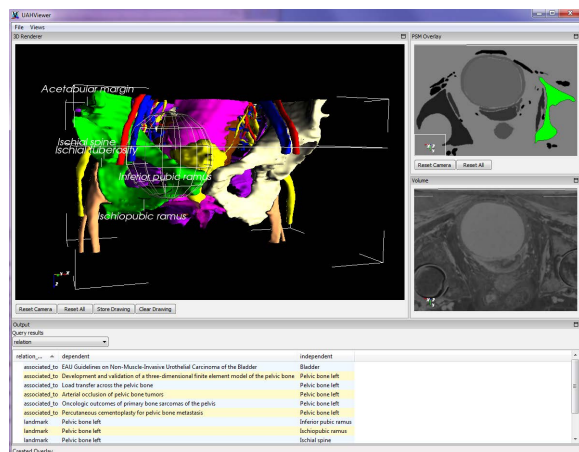 UAHViewer
File Views
3D Renderer
PSM Overlay
Acetabular margin
Ischial spine
Ischial tuberosity
Inferior pubic ramus
Ischiopubic ramus
Reset Camera Reset All
Volume
Reset Camera Reset All Store Drawing Clear Drawing
Output
Query results
relation
relation_... dependent independent
associated_to EAU Guidelines on Non-Muscle-Invasive Urothelial Carcinoma of the Bladder Bladder
associated_to Development and validation of a three-dimensional finite element model of the pelvic bone Pelvic bone left
associated_to Load transfer across the pelvic bone Pelvic bone left
associated_to Arterial occlusion of pelvic bone tumors Pelvic bone left
associated_to Oncologic outcomes of primary bone sarcomas of the pelvis Pelvic bone left
associated_to Percutaneous cementoplasty for pelvic bone metastasis Pelvic bone left
landmark Pelvic bone left Inferior pubic ramus
landmark Pelvic bone left Ischiopubic ramus
landmark Pelvic bone left Ischial spine
Created Overlay